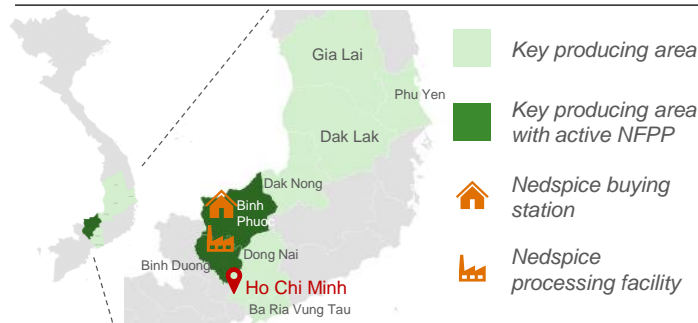 Gia Lai
Phu Yen
Dak Lak
Dak Nong
Binh
Phuoc
Dong Nai
Binh Duong
Ho Chi Minh
Ba Ria Vung Tau
Key producing area
Key producing area
with active NFPP
Nedspice buying
station
Nedspice
processing facility